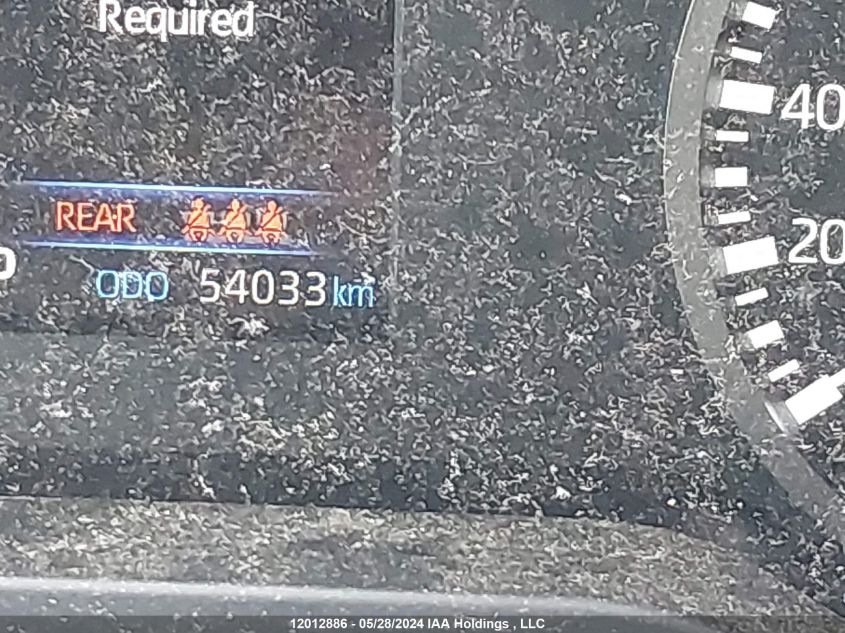 Required
40
REAR
20
ODO 54033 km
12012886 - 05/28/2024 IAA Holdings , LLC